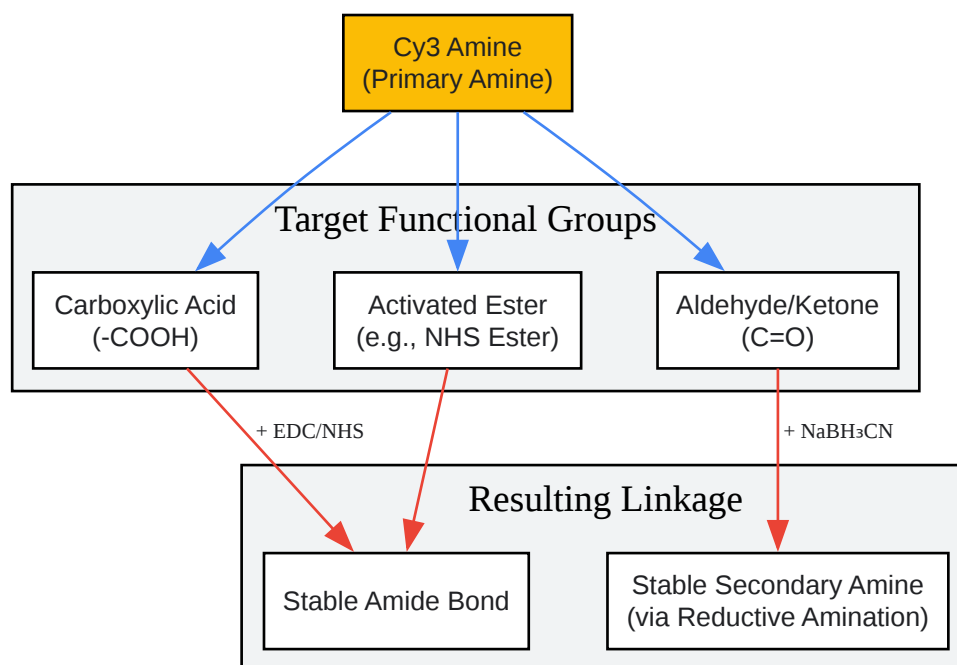 Cy3 Amine
(Primary Amine)
Target Functional Groups
Carboxylic Acid
(-COOH)
Activated Ester
(e.g., NHS Ester)
Aldehyde/Ketone
(C=O)
+ EDC/NHS
+ NaBH₃CN
Resulting Linkage
Stable Amide Bond
Stable Secondary Amine
(via Reductive Amination)